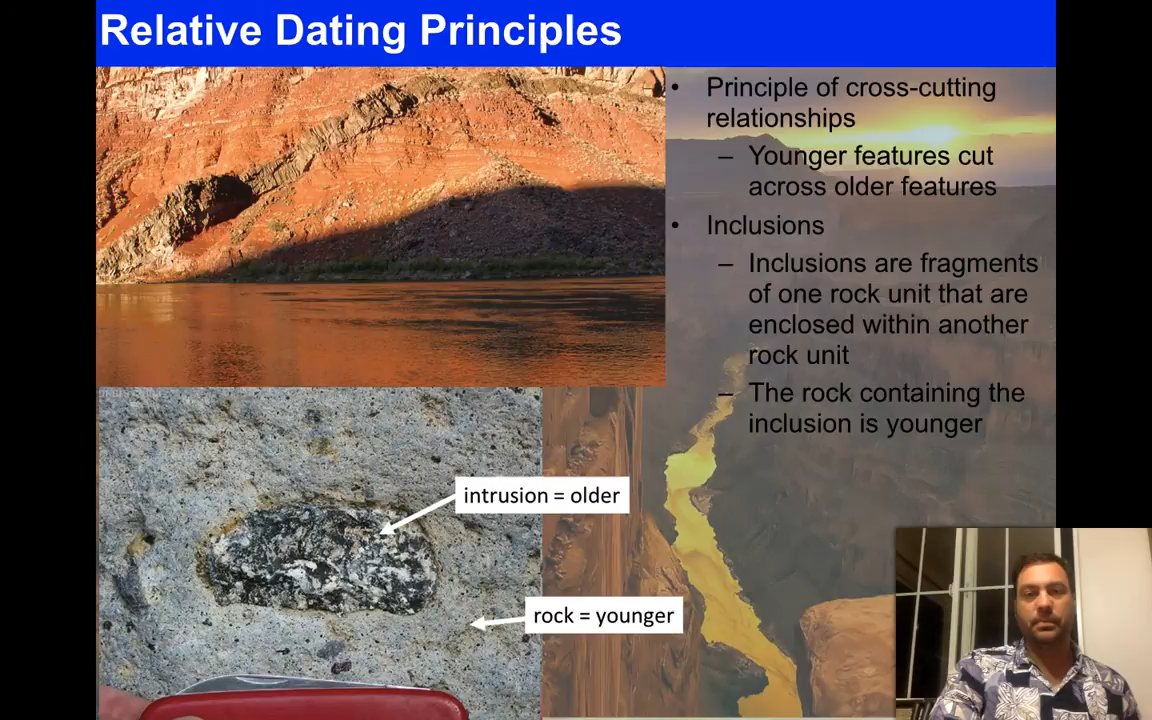 Relative Dating Principles
• Principle of cross-cutting
relationships
– Younger features cut
across older features
• Inclusions
– Inclusions are fragments
of one rock unit that are
enclosed within another
rock unit
– The rock containing the
inclusion is younger
intrusion = older
rock = younger